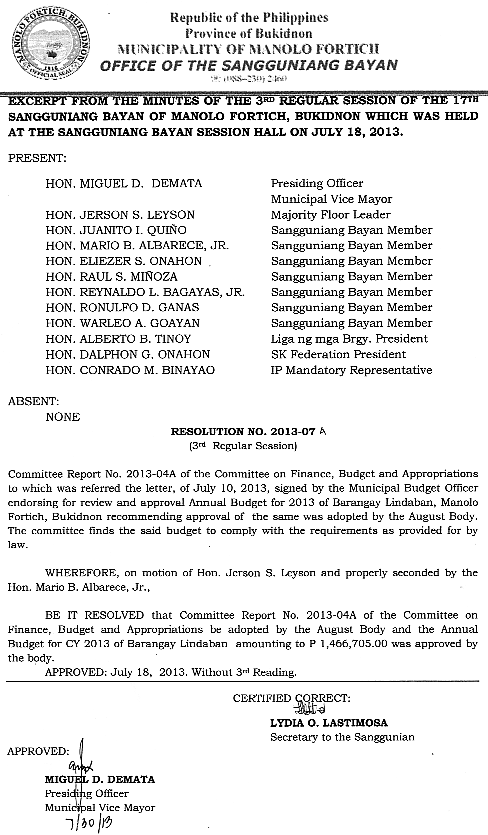 Republic of the Philippines
Province of Bukidnon
MUNICIPALITY OF MANOLO FORTICH
OFFICE OF THE SANGGUNIANG BAYAN
EXCERPT FROM THE MINUTES OF THE 3RD REGULAR SESSION OF THE 17TH
SANGGUNIANG BAYAN OF MANOLO FORTICH, BUKIDNON WHICH WAS HELD
AT THE SANGGUNIANG BAYAN SESSION HALL ON JULY 18, 2013.
PRESENT:
HON. MIGUEL D. DEMATA Presiding Officer
Municipal Vice Mayor
HON. JERSON S. LEYSON Majority Floor Leader
HON. JUANITO I. QUIÑO Sangguniang Bayan Member
HON. MARIO B. ALBARECE, JR. Sangguniang Bayan Member
HON. ELIEZER S. ONAHON Sangguniang Bayan Member
HON. RAUL S. MIÑOZA Sangguniang Bayan Member
HON. REYNALDO L. BAGAYAS, JR. Sangguniang Bayan Member
HON. RONULFO D. GANAS Sangguniang Bayan Member
HON. WARLEO A. GOAYAN Sangguniang Bayan Member
HON. ALBERTO B. TINOY Liga ng mga Brgy. President
HON. DALPHON G. ONAHON SK Federation President
HON. CONRADO M. BINAYAO IP Mandatory Representative
ABSENT:
NONE
RESOLUTION NO. 2013-07 A
(3rd Regular Session)
Committee Report No. 2013-04A of the Committee on Finance, Budget and Appropriations
to which was referred the letter, of July 10, 2013, signed by the Municipal Budget Officer
endorsing for review and approval Annual Budget for 2013 of Barangay Lindaban, Manolo
Fortich, Bukidnon recommending approval of the same was adopted by the August Body.
The committee finds the said budget to comply with the requirements as provided for by
law.
WHEREFORE, on motion of Hon. Jerson S. Leyson and properly seconded by the
Hon. Mario B. Albarece, Jr.,
BE IT RESOLVED that Committee Report No. 2013-04A of the Committee on
Finance, Budget and Appropriations be adopted by the August Body and the Annual
Budget for CY 2013 of Barangay Lindaban amounting to P 1,466,705.00 was approved by
the body.
APPROVED: July 18, 2013. Without 3rd Reading.
CERTIFIED CORRECT:
LYDIA O. LASTIMOSA
Secretary to the Sanggunian
APPROVED:
MIGUEL D. DEMATA
Presiding Officer
Municipal Vice Mayor
7/30/13